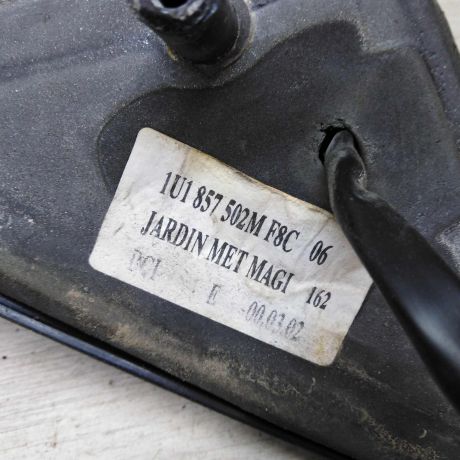 1U1 857 502M F8C 06
JARDIN MET MAGI 162
E 00.03.02